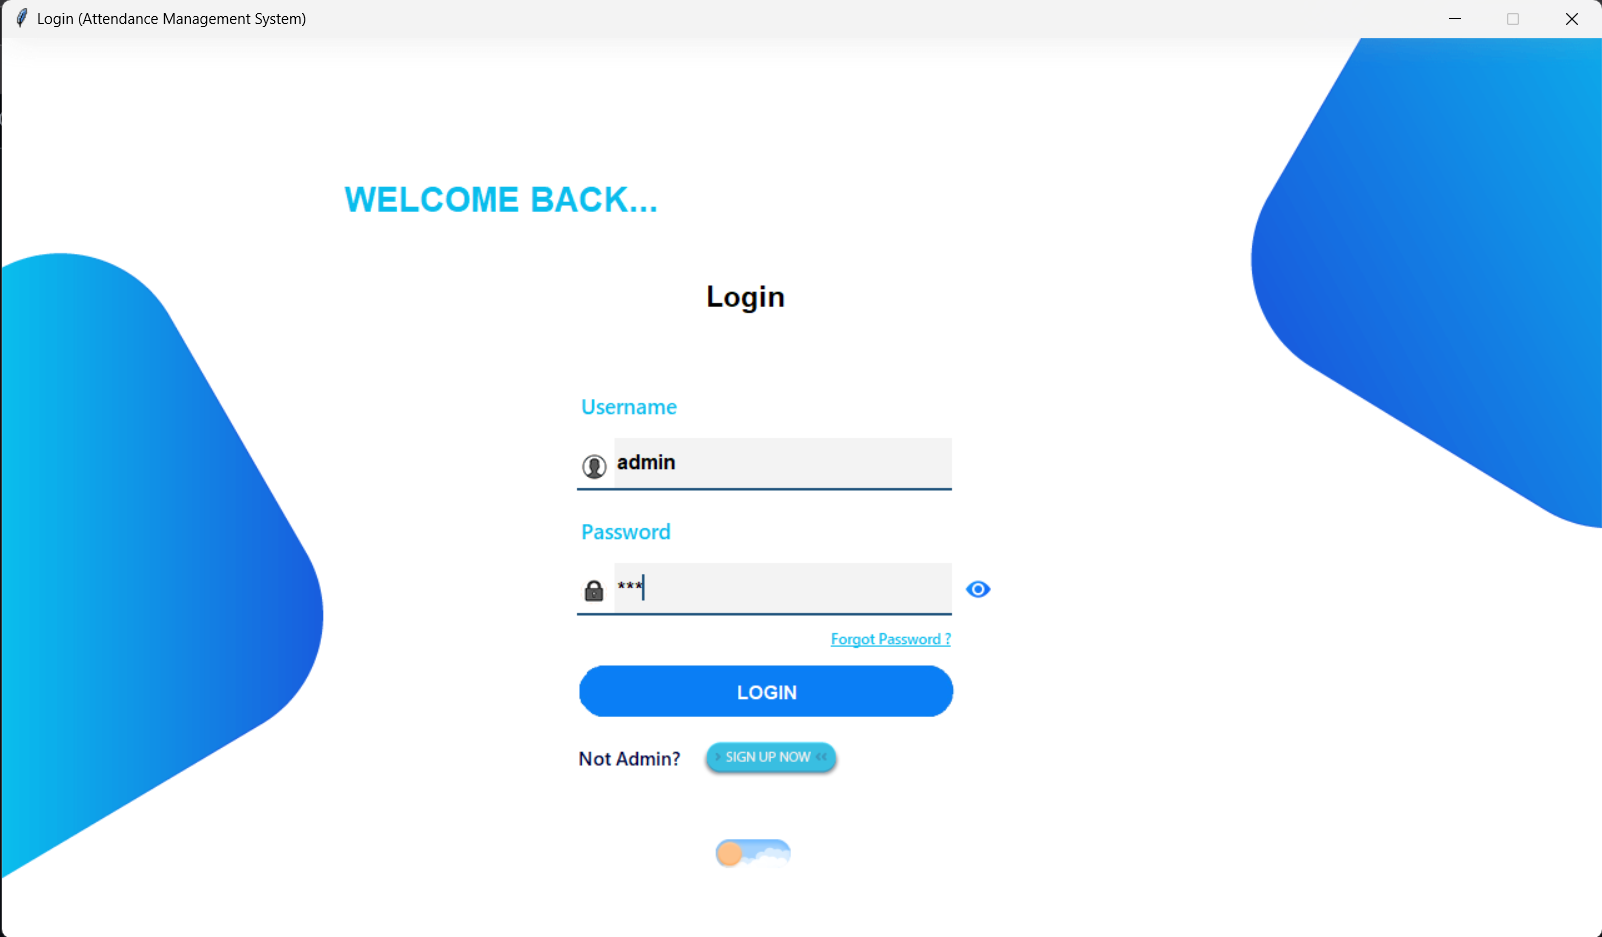 Login (Attendance Management System)
WELCOME BACK...
Login
Username
admin
Password
***
Forgot Password ?
LOGIN
Not Admin? > SIGN UP NOW <<